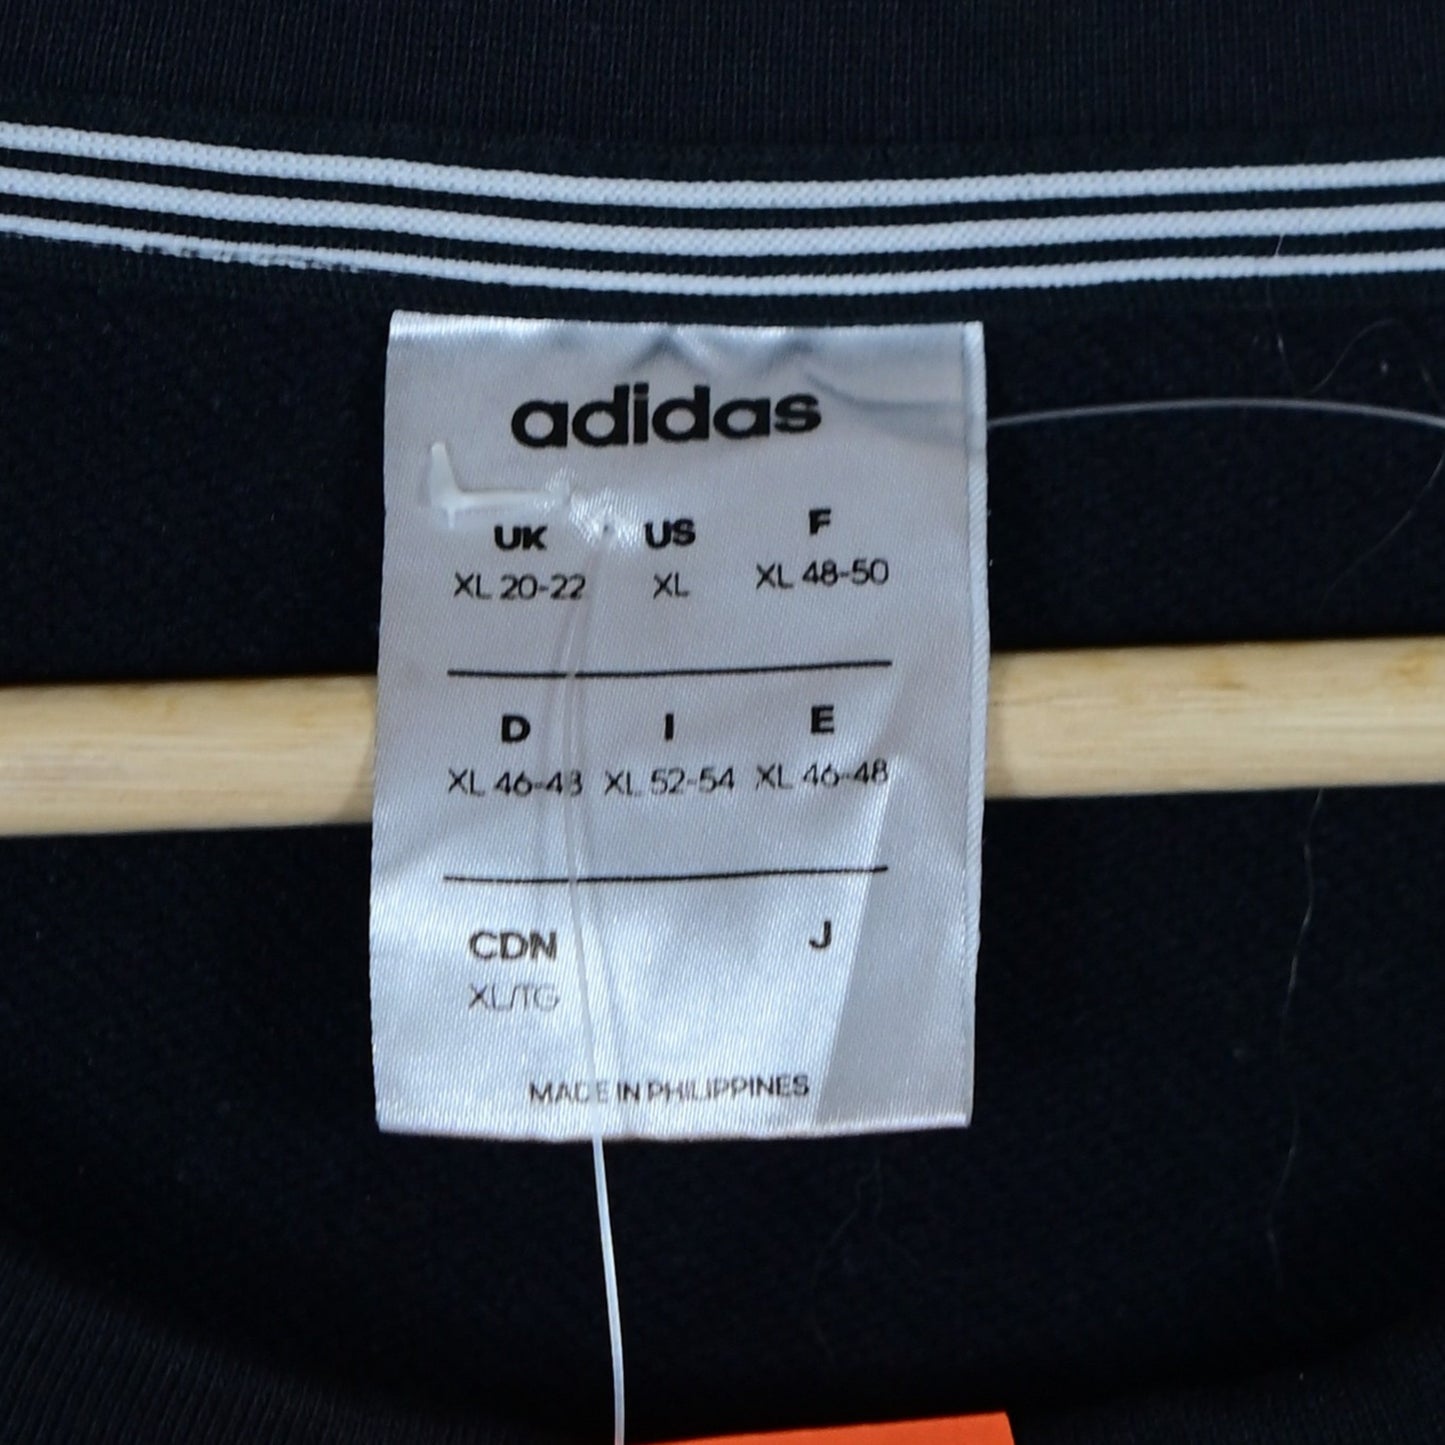 adidas
UK US F
XL 20-22 XL XL 48-50
D I E
XL 46-48 XL 52-54 XL 46-48
CDN J
XL/TG
MADE IN PHILIPPINES